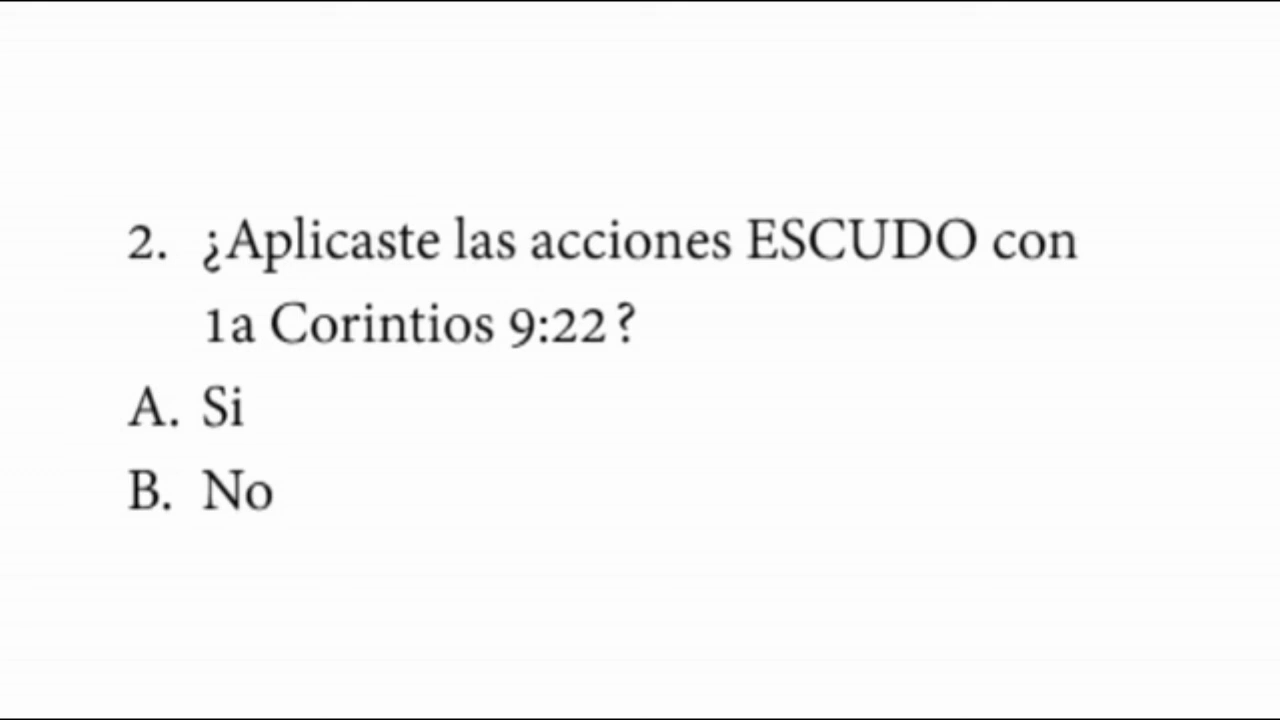 2. ¿Aplicaste las acciones ESCUDO con
1a Corintios 9:22?
A. Si
B. No